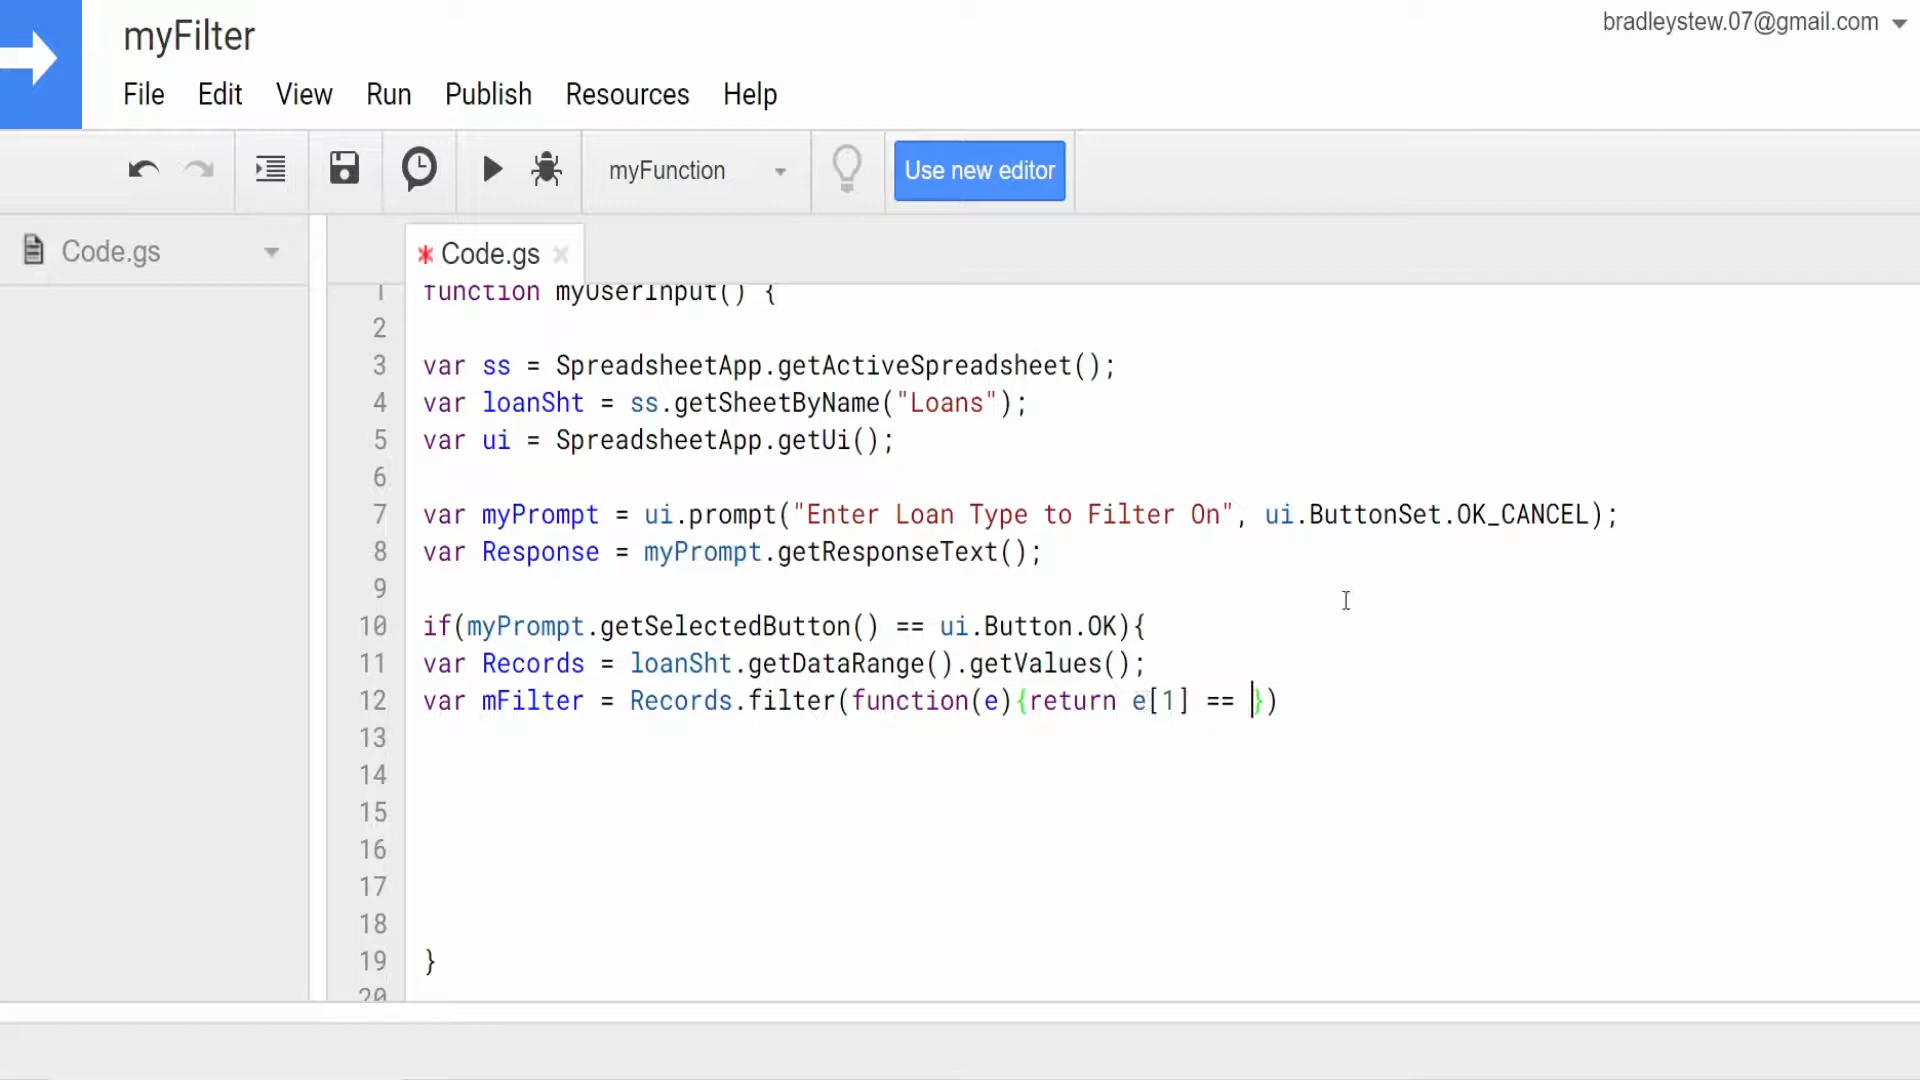 myFilter
bradleystew.07@gmail.com
File Edit View Run Publish Resources Help
myFunction
Use new editor
Code.gs
* Code.gs x
1 function myUserInput() {
2
3 var ss = SpreadsheetApp.getActiveSpreadsheet();
4 var loanSht = ss.getSheetByName("Loans");
5 var ui = SpreadsheetApp.getUi();
6
7 var myPrompt = ui.prompt("Enter Loan Type to Filter On", ui.ButtonSet.OK_CANCEL);
8 var Response = myPrompt.getResponseText();
9
10 if(myPrompt.getSelectedButton() == ui.Button.OK){
11 var Records = loanSht.getDataRange().getValues();
12 var mFilter = Records.filter(function(e){return e[1] == })
13
14
15
16
17
18
19 }
20